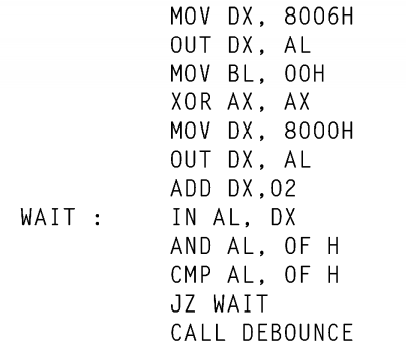 MOV DX, 8006H
OUT DX, AL
MOV BL, 00H
XOR AX, AX
MOV DX, 8000H
OUT DX, AL
ADD DX,02
WAIT : IN AL, DX
AND AL, OF H
CMP AL, OF H
JZ WAIT
CALL DEBOUNCE